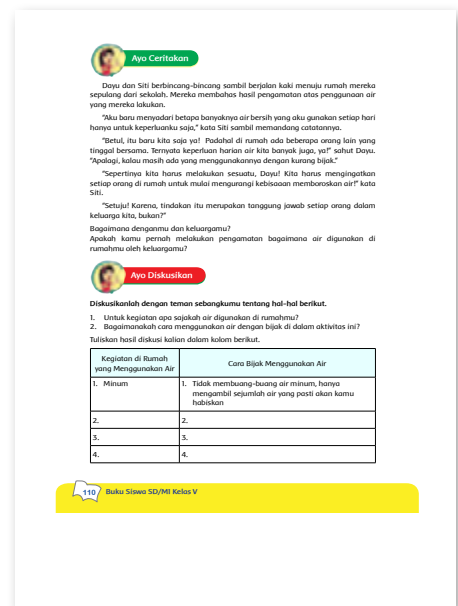 Ayo Ceritakan
Dayu dan Siti berbincang-bincang sambil berjalan kaki menuju rumah mereka
sepulang dari sekolah. Mereka membahas hasil pengamatan atas penggunaan air
yang mereka lakukan.
"Aku baru menyadari betapa banyaknya air bersih yang aku gunakan setiap hari
hanya untuk keperluanku saja," kata Siti sambil memandang catatannya.
"Betul, itu baru kita saja ya! Padahal di rumah ada beberapa orang lain yang
tinggal bersama. Ternyata keperluan harian air kita banyak juga, ya!" sahut Dayu.
"Apalagi, kalau masih ada yang menggunakannya dengan kurang bijak."
"Sepertinya kita harus melakukan sesuatu, Dayu! Kita harus mengingatkan
setiap orang di rumah untuk mulai mengurangi kebisaaan memboroskan air!" kata
Siti.
"Setuju! Karena, tindakan itu merupakan tanggung jawab setiap orang dalam
keluarga kita, bukan?"
Bagaimana denganmu dan keluargamu?
Apakah kamu pernah melakukan pengamatan bagaimana air digunakan di
rumahmu oleh keluargamu?
Ayo Diskusikan
Diskusikanlah dengan teman sebangkumu tentang hal-hal berikut.
1. Untuk kegiatan apa sajakah air digunakan di rumahmu?
2. Bagaimanakah cara menggunakan air dengan bijak di dalam aktivitas ini?
Tuliskan hasil diskusi kalian dalam kolom berikut.
Kegiatan di Rumah
yang Menggunakan Air
Cara Bijak Menggunakan Air
1. Minum
1. Tidak membuang-buang air minum, hanya
mengambil sejumlah air yang pasti akan kamu
habiskan
2.
2.
3.
3.
4.
4.
110 Buku Siswa SD/MI Kelas V